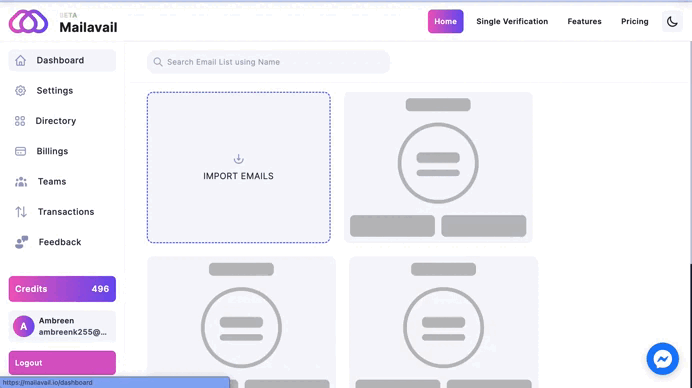 BETA
Mailavail
Home
Single Verification
Features
Pricing
Dashboard
Settings
Directory
Billings
Teams
Transactions
Feedback
Credits 496
A
Ambreen
ambreenk255@...
Logout
https://mailavail.io/dashboard
Search Email List using Name
IMPORT EMAILS